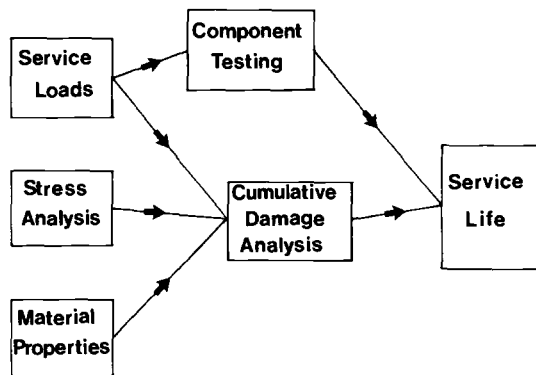 Service
Loads
Component
Testing
Stress
Analysis
Cumulative
Damage
Analysis
Service
Life
Material
Properties